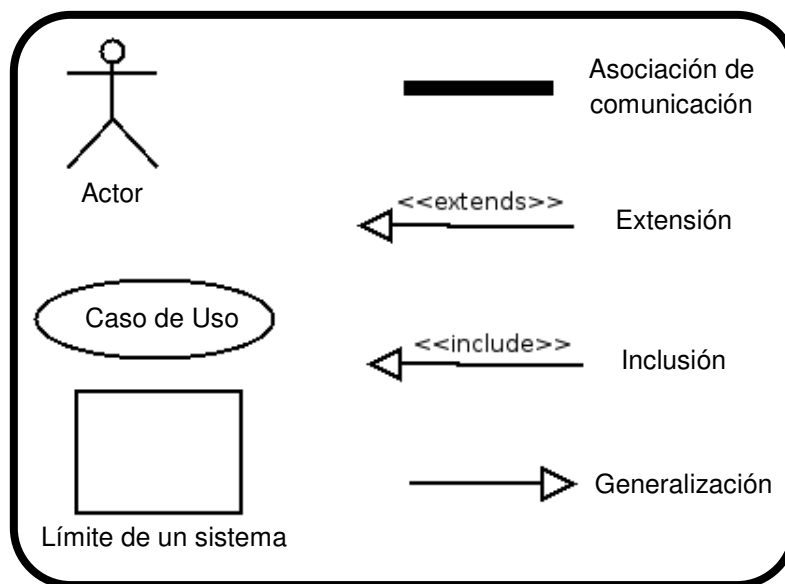 Actor
Asociación de
comunicación
<<extends>>
Extensión
Caso de Uso
<<include>>
Inclusión
Límite de un sistema
Generalización